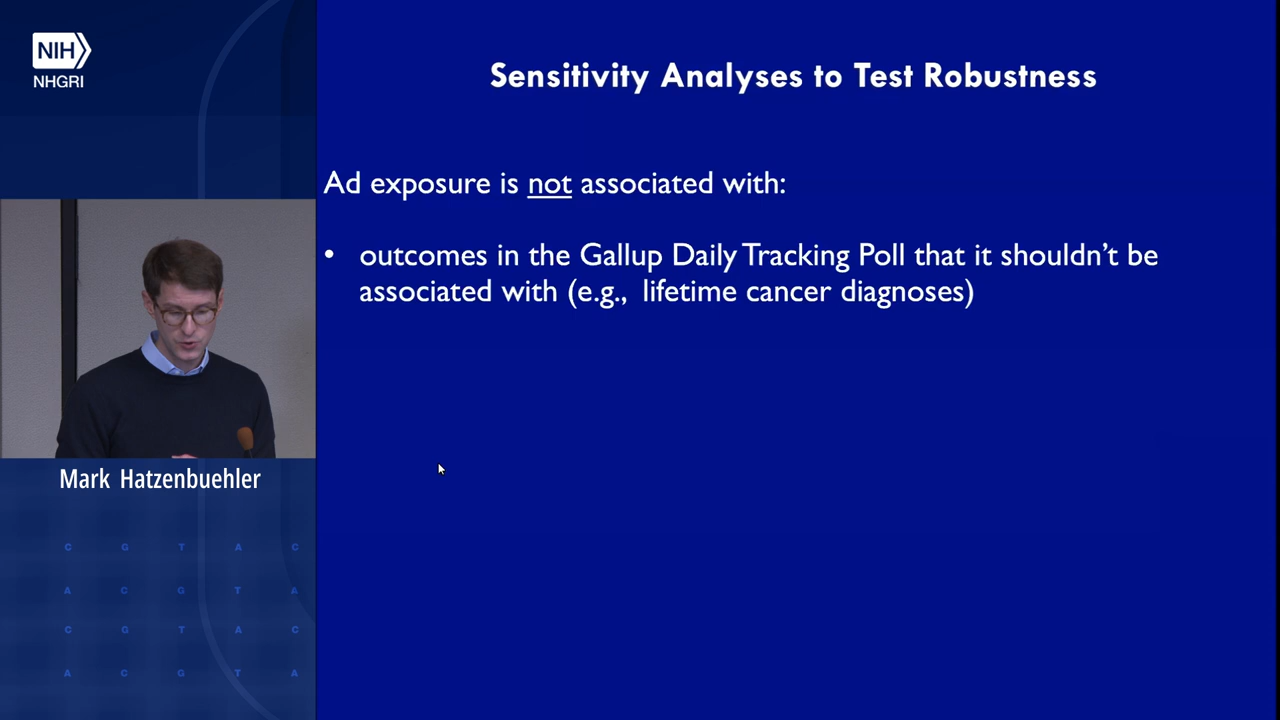 NIH
NHGRI
Sensitivity Analyses to Test Robustness
Ad exposure is not associated with:
• outcomes in the Gallup Daily Tracking Poll that it shouldn’t be
associated with (e.g., lifetime cancer diagnoses)
Mark Hatzenbuehler
C G T A C
A C G T A
C G T A C
A C G T A